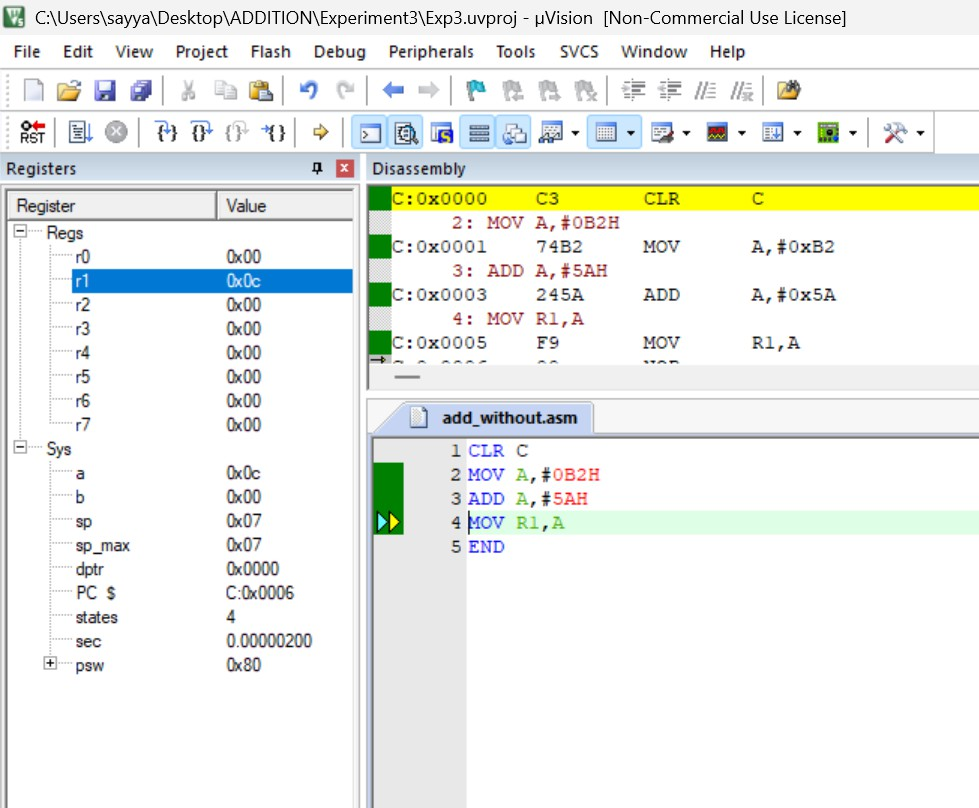 C:\Users\sayya\Desktop\ADDITION\Experiment3\Exp3.uvproj - µVision  [Non-Commercial Use License]
File Edit View Project Flash Debug Peripherals Tools SVCS Window Help
RST
Registers
Register Value
Regs
r0 0x00
r1 0x0c
r2 0x00
r3 0x00
r4 0x00
r5 0x00
r6 0x00
r7 0x00
Sys
a 0x0c
b 0x00
sp 0x07
sp_max 0x07
dptr 0x0000
PC $ C:0x0006
states 4
sec 0.00000200
psw 0x80
Disassembly
C:0x0000 C3 CLR C
2: MOV A,#0B2H
C:0x0001 74B2 MOV A,#0xB2
3: ADD A,#5AH
C:0x0003 245A ADD A,#0x5A
4: MOV R1,A
C:0x0005 F9 MOV R1,A
add_without.asm
1 CLR C
2 MOV A,#0B2H
3 ADD A,#5AH
4 MOV R1,A
5 END